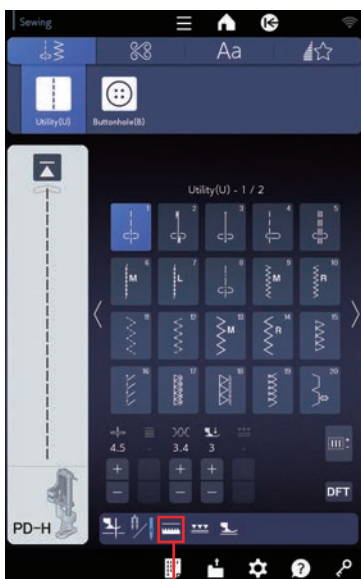 Sewing
Aa
Utility(U) Buttonhole(B)
Utility(U) - 1 / 2
1 2 3 4 5
6 7 8 9 10
M L M R
11 12 13 14 15
M R
16 17 18 19 20
4.5 - 3.4 3 -
+ +
- -
DFT
PD-H
?